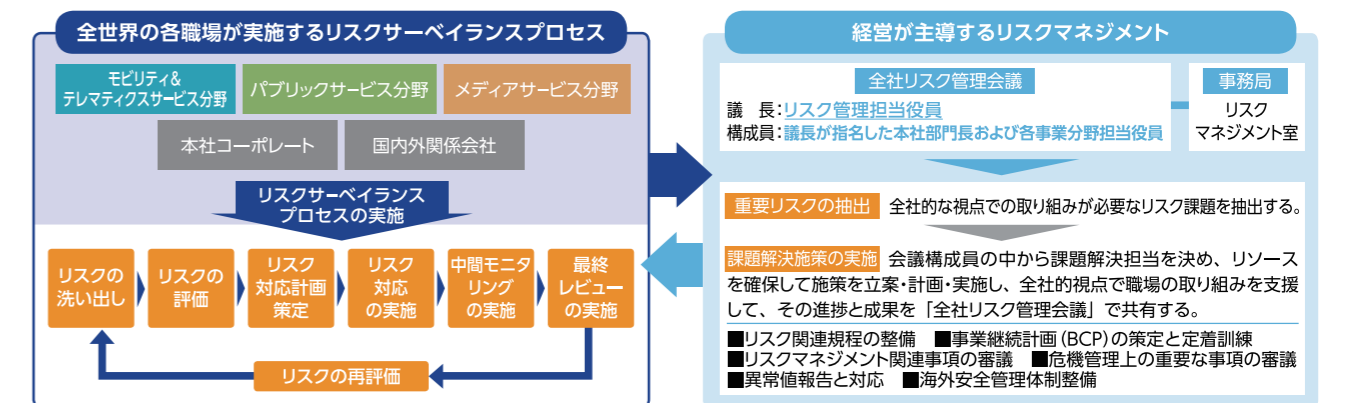 全世界の各職場が実施するリスクサーベイランスプロセス
モビリティ&
テレマティクスサービス分野
パブリックサービス分野
メディアサービス分野
本社コーポレート
国内外関係会社
リスクサーベイランス
プロセスの実施
リスクの
洗い出し
リスクの
評価
リスク
対応計画
策定
リスク
対応
の実施
中間モニタ
リング
の実施
最終
レビュー
の実施
リスクの再評価
経営が主導するリスクマネジメント
全社リスク管理会議
議　長：リスク管理担当役員
構成員：議長が指名した本社部門長および各事業分野担当役員
事務局
リスク
マネジメント室
重要リスクの抽出　全社的な視点での取り組みが必要なリスク課題を抽出する。
課題解決施策の実施　会議構成員の中から課題解決担当を決め、リソース
を確保して施策を立案・計画・実施し、全社的視点で職場の取り組みを支援
して、その進捗と成果を「全社リスク管理会議」で共有する。
■リスク関連規程の整備　■事業継続計画（BCP）の策定と定着訓練
■リスクマネジメント関連事項の審議　■危機管理上の重要な事項の審議
■異常値報告と対応　■海外安全管理体制整備